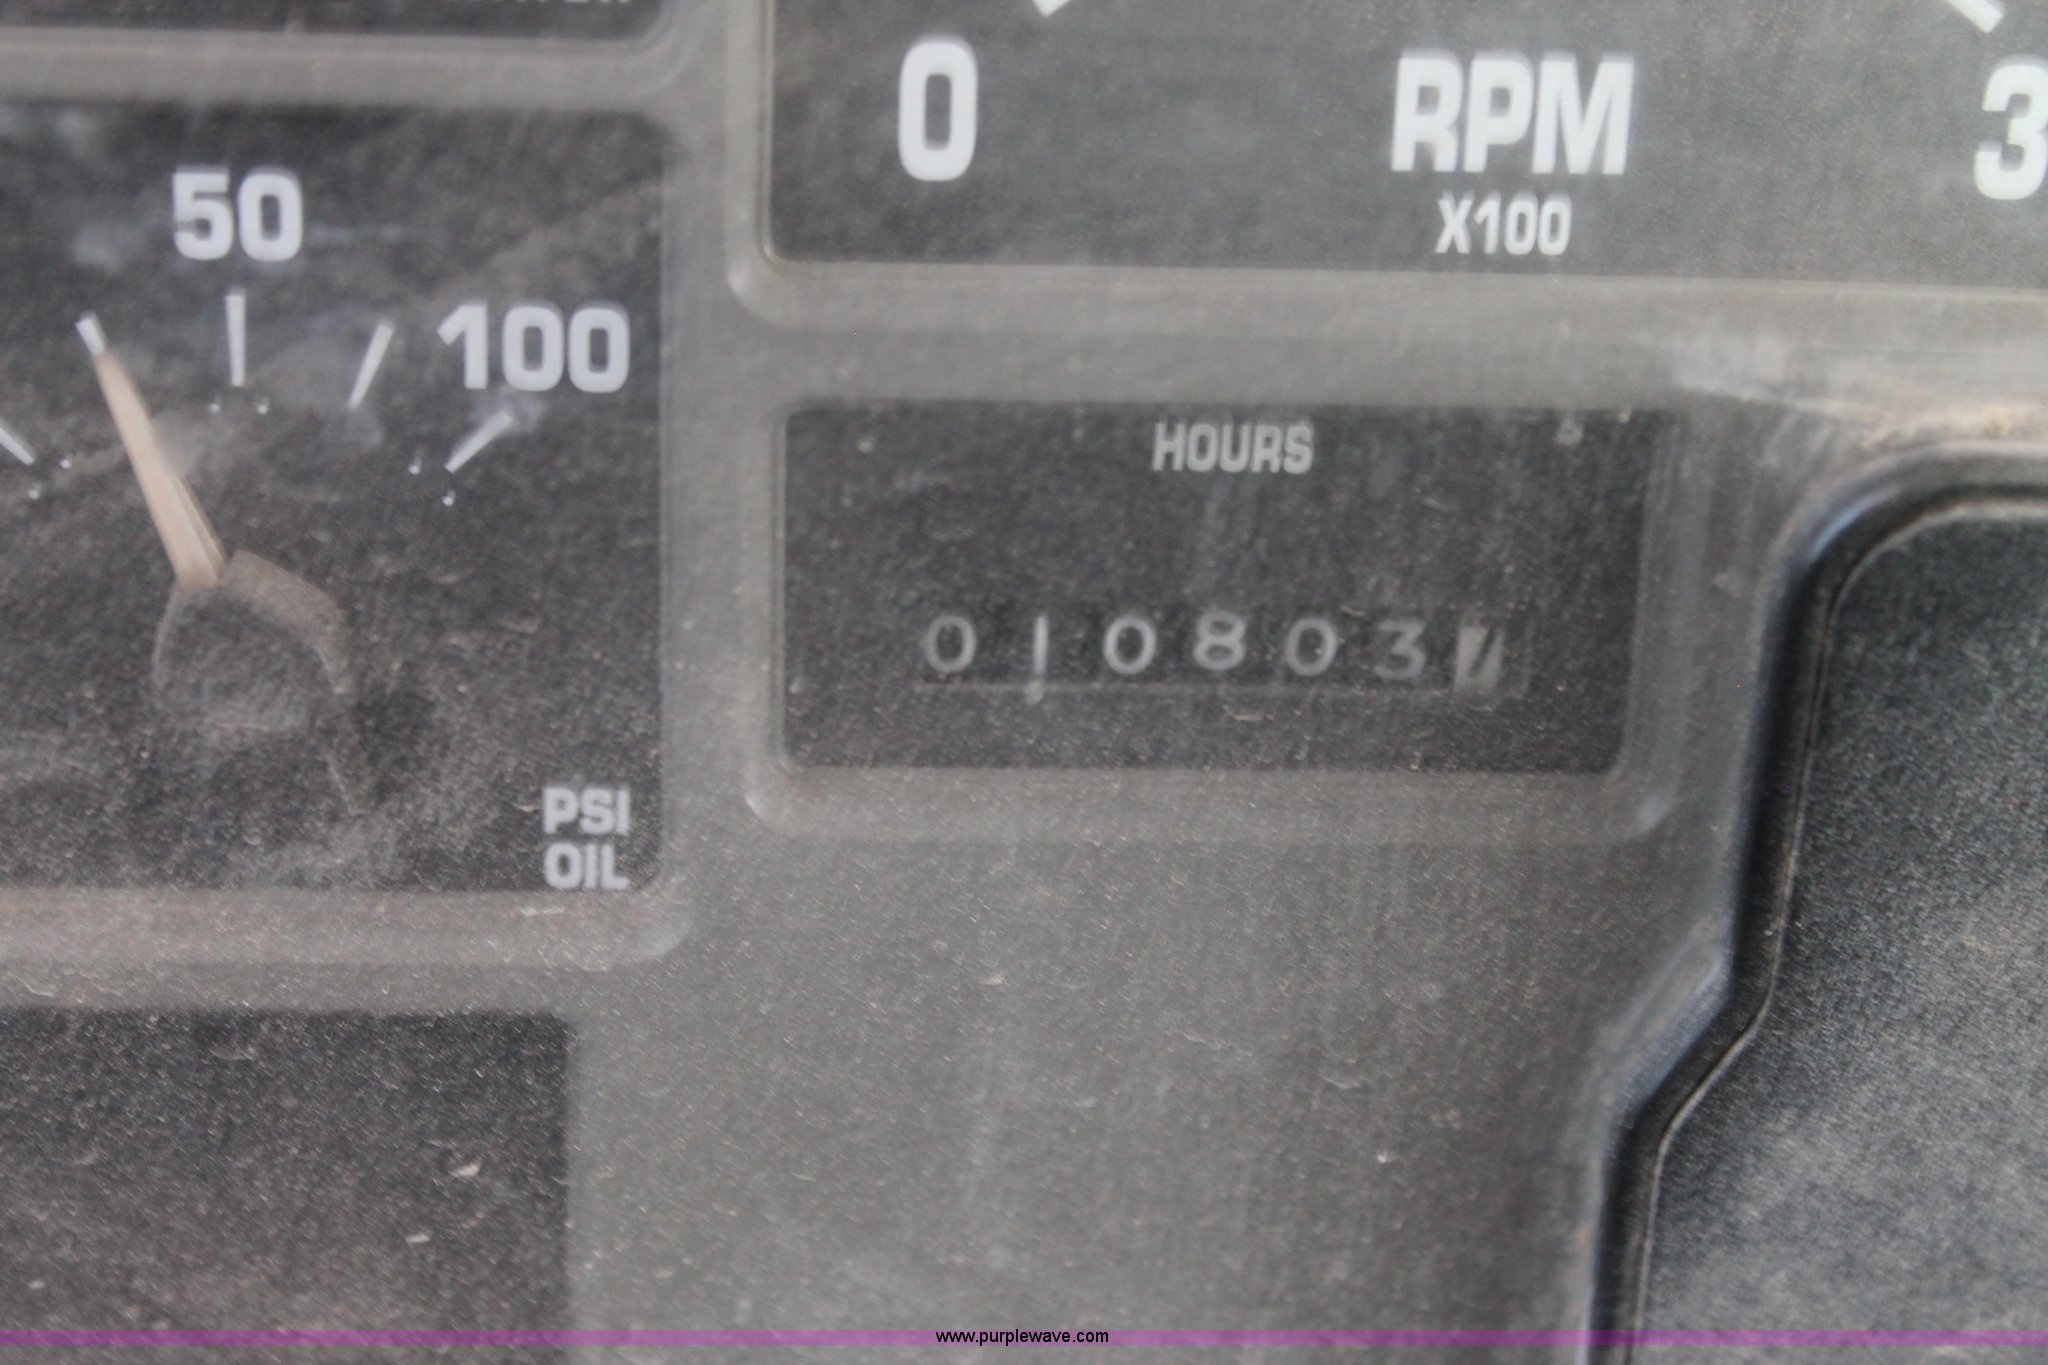 0
RPM
3
X100
50
100
HOURS
010803
PSI
OIL
www.purplewave.com